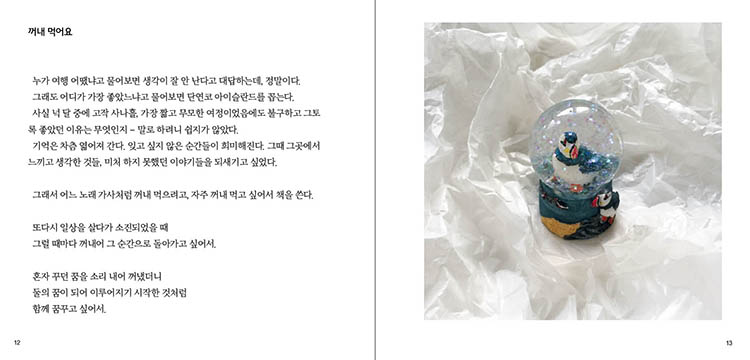 꺼내 먹어요
누가 여행 어땠냐고 물어보면 생각이 잘 안 난다고 대답하는데, 정말이다.
그래도 어디가 가장 좋았느냐고 물어보면 단연코 아이슬란드를 꼽는다.
사실 넉 달 중에 고작 사나흘, 가장 짧고 무모한 여정이었음에도 불구하고 그토
록 좋았던 이유는 무엇인지 – 말로 하려니 쉽지가 않았다.
기억은 차츰 엷어져 간다. 잊고 싶지 않은 순간들이 희미해진다. 그때 그곳에서
느끼고 생각한 것들, 미처 하지 못했던 이야기들을 되새기고 싶었다.
그래서 어느 노래 가사처럼 꺼내 먹으려고, 자주 꺼내 먹고 싶어서 책을 쓴다.
또다시 일상을 살다가 소진되었을 때
그럴 때마다 꺼내어 그 순간으로 돌아가고 싶어서.
혼자 꾸던 꿈을 소리 내어 꺼냈더니
둘의 꿈이 되어 이루어지기 시작한 것처럼
함께 꿈꾸고 싶어서.
12
13